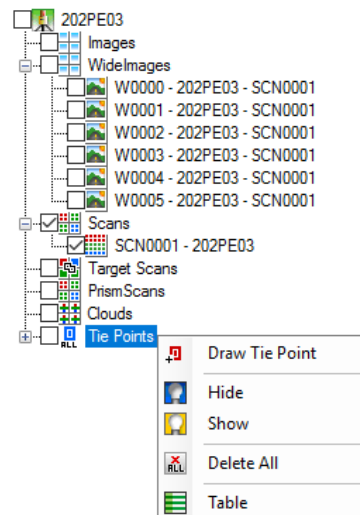 202PE03
Images
WideImages
W0000 - 202PE03 - SCN0001
W0001 - 202PE03 - SCN0001
W0002 - 202PE03 - SCN0001
W0003 - 202PE03 - SCN0001
W0004 - 202PE03 - SCN0001
W0005 - 202PE03 - SCN0001
Scans
SCN0001 - 202PE03
Target Scans
PrismScans
Clouds
ALL Tie Points
Draw Tie Point
Hide
Show
ALL Delete All
Table